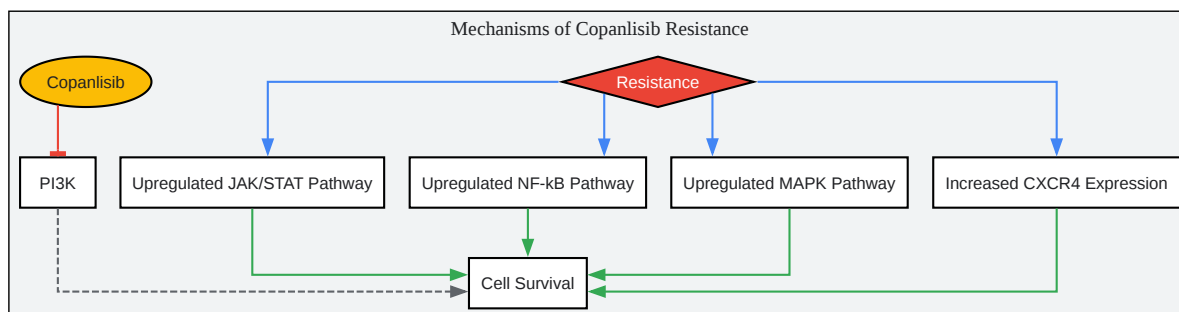 Mechanisms of Copanlisib Resistance
Copanlisib
Resistance
PI3K
Upregulated JAK/STAT Pathway
Upregulated NF-kB Pathway
Upregulated MAPK Pathway
Increased CXCR4 Expression
Cell Survival